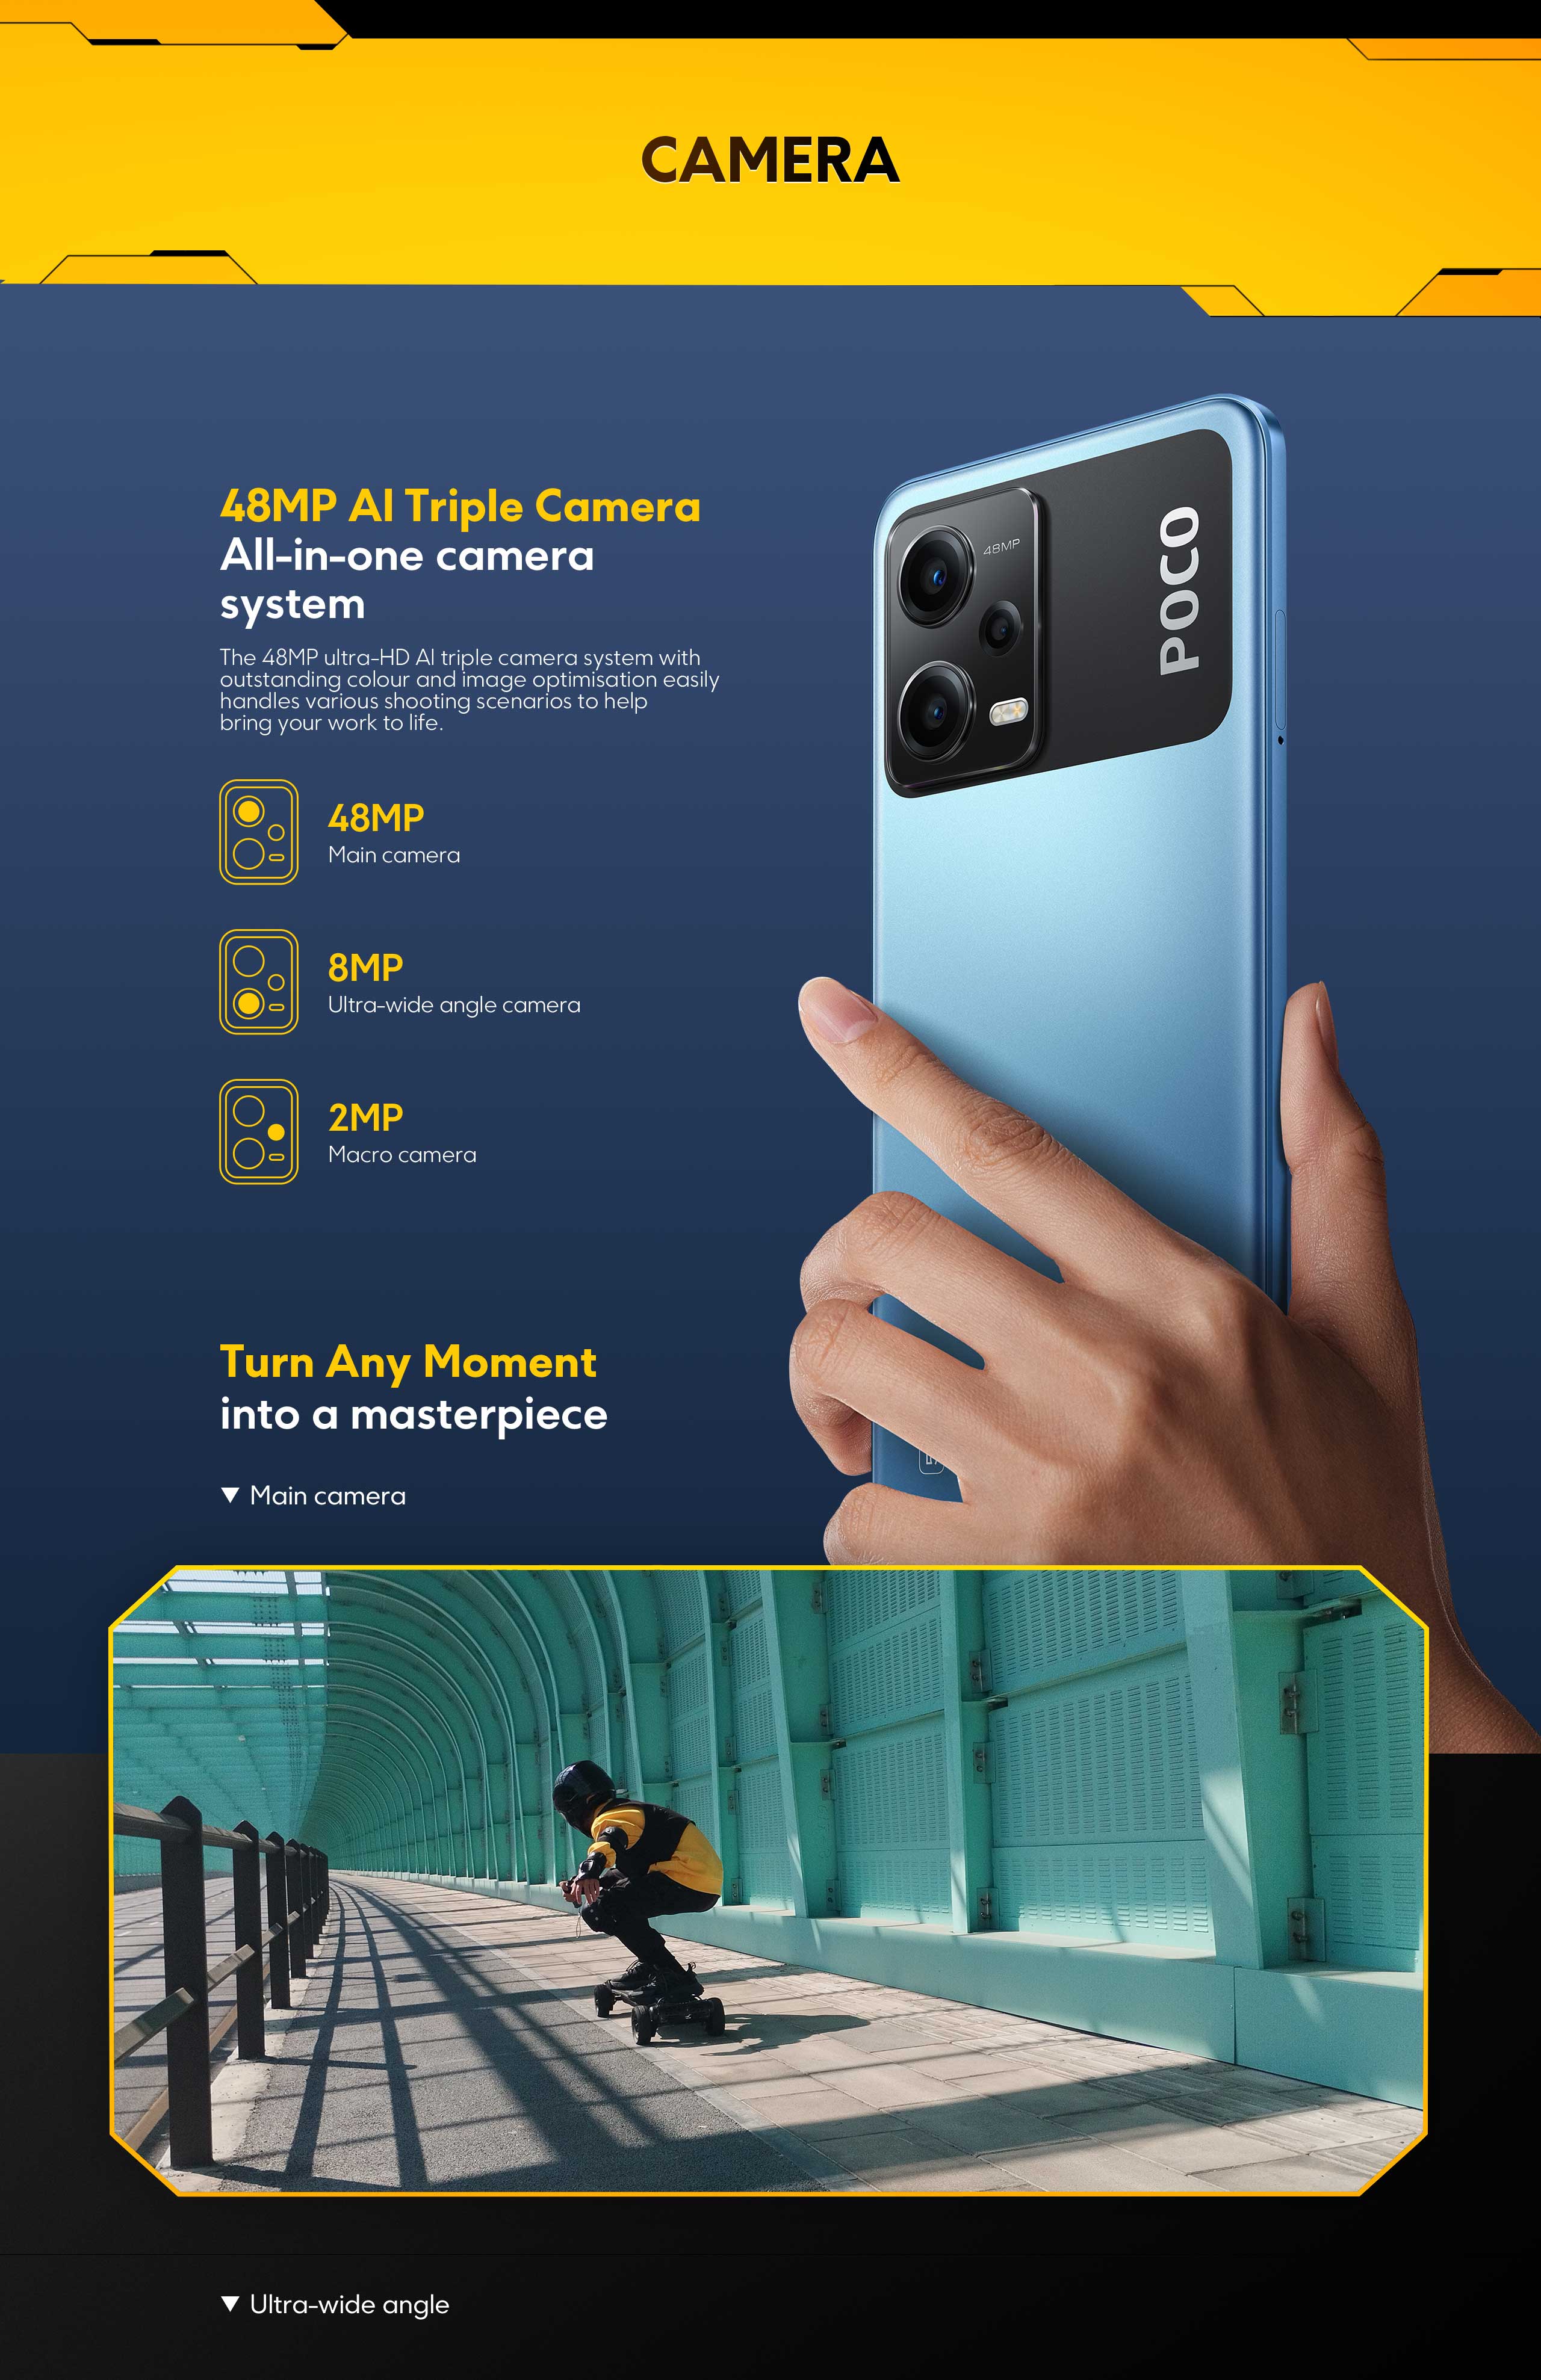 CAMERA
48MP AI Triple Camera
All-in-one camera
system
The 48MP ultra-HD AI triple camera system with
outstanding colour and image optimisation easily
handles various shooting scenarios to help
bring your work to life.
48MP
Main camera
8MP
Ultra-wide angle camera
2MP
Macro camera
48MP
POCO
Turn Any Moment
into a masterpiece
▼ Main camera
▼ Ultra-wide angle